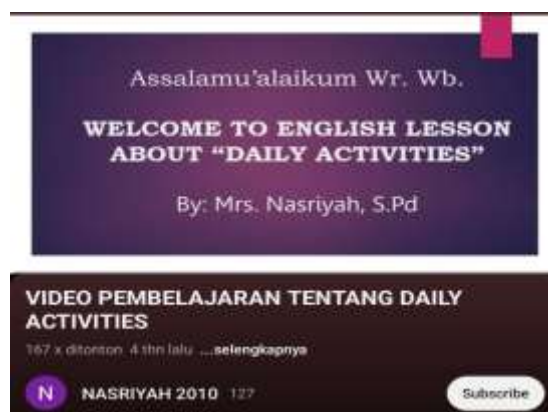 Assalamu'alaikum Wr. Wb.
WELCOME TO ENGLISH LESSON
ABOUT “DAILY ACTIVITIES”
By: Mrs. Nasriyah, S.Pd
VIDEO PEMBELAJARAN TENTANG DAILY
ACTIVITIES
167 x ditonton 4 thn lalu ...selengkapnya
N NASRIYAH 2010 127
Subscribe